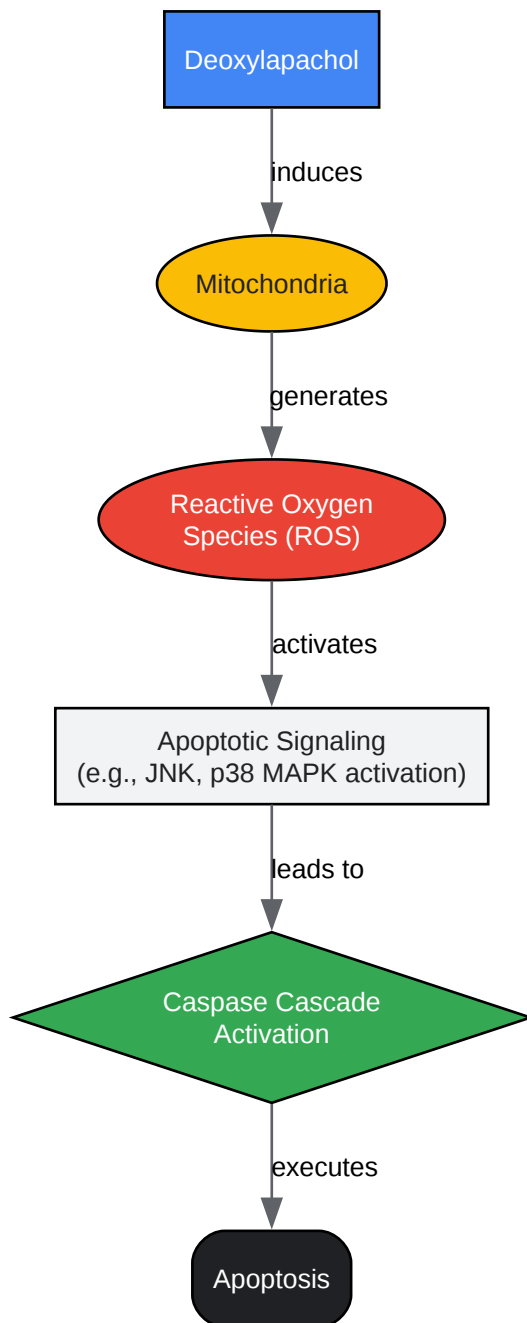 Deoxylapachol
induces
Mitochondria
generates
Reactive Oxygen
Species (ROS)
activates
Apoptotic Signaling
(e.g., JNK, p38 MAPK activation)
leads to
Caspase Cascade
Activation
executes
Apoptosis